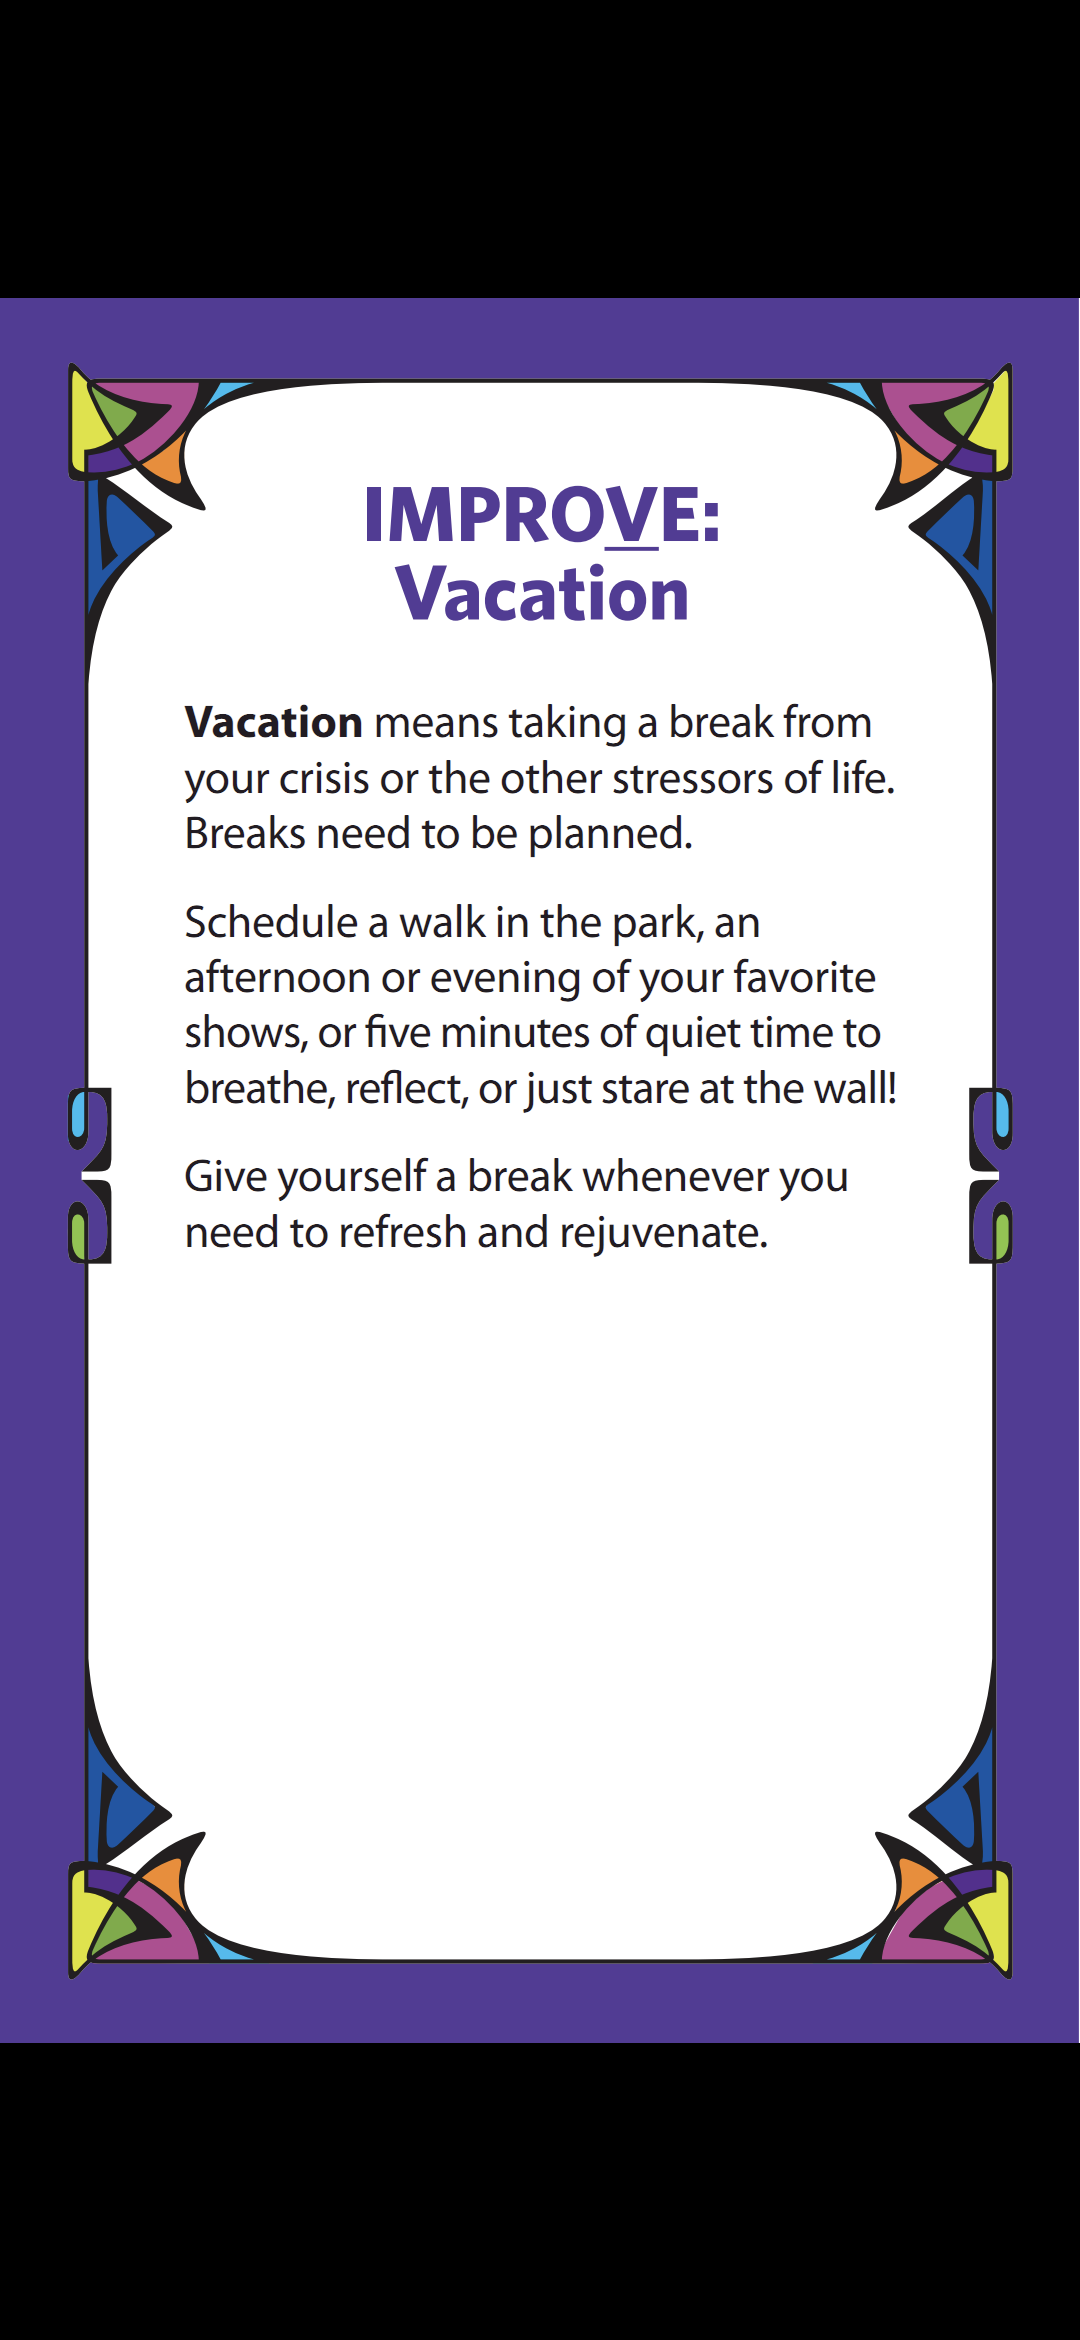 IMPROVE:
Vacation
Vacation means taking a break from
your crisis or the other stressors of life.
Breaks need to be planned.
Schedule a walk in the park, an
afternoon or evening of your favorite
shows, or five minutes of quiet time to
breathe, reflect, or just stare at the wall!
Give yourself a break whenever you
need to refresh and rejuvenate.